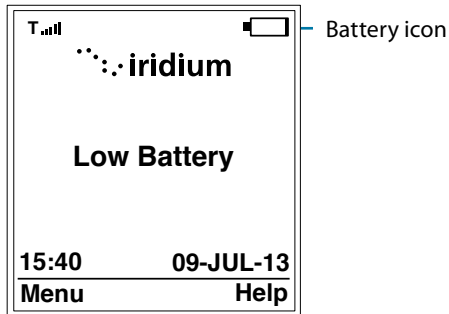 T
Battery icon
iridium
Low Battery
15:40 09-JUL-13
Menu Help